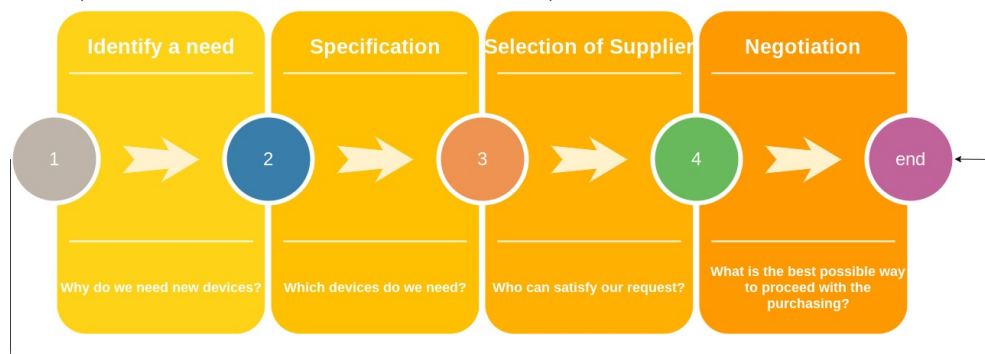 Identify a need
Specification
Selection of Supplier
Negotiation
1
2
3
4
end
Why do we need new devices?
Which devices do we need?
Who can satisfy our request?
What is the best possible way
to proceed with the
purchasing?